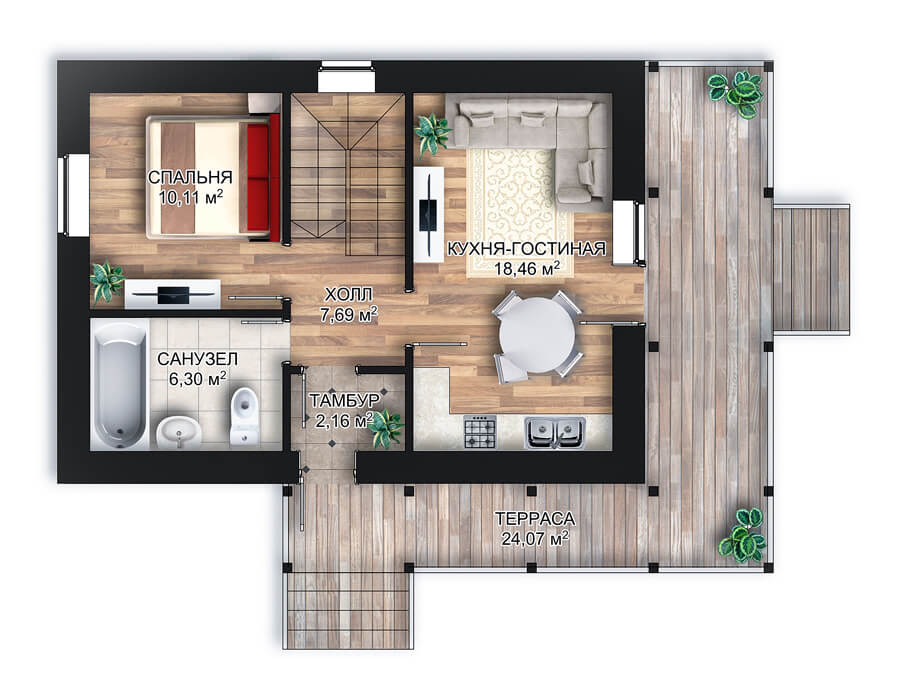 СПАЛЬНЯ
10,11 м²
КУХНЯ-ГОСТИНАЯ
18,46 м²
ХОЛЛ
7,69 м²
САНУЗЕЛ
6,30 м²
ТАМБУР
2,16 м²
ТЕРРАСА
24,07 м²